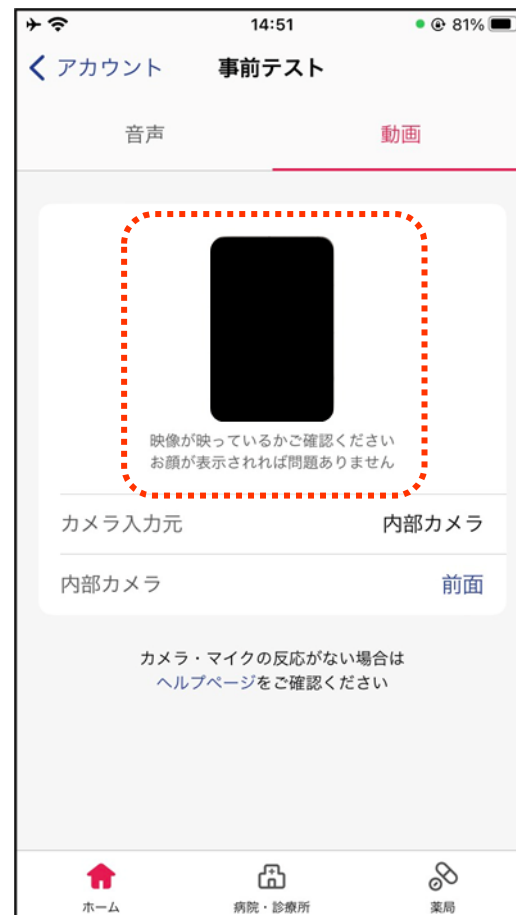 14:51
81%
アカウント
事前テスト
音声
動画
映像が映っているかご確認ください
お顔が表示されれば問題ありません
カメラ入力元
内部カメラ
内部カメラ
前面
カメラ・マイクの反応がない場合は
ヘルプページをご確認ください
ホーム
病院・診療所
薬局